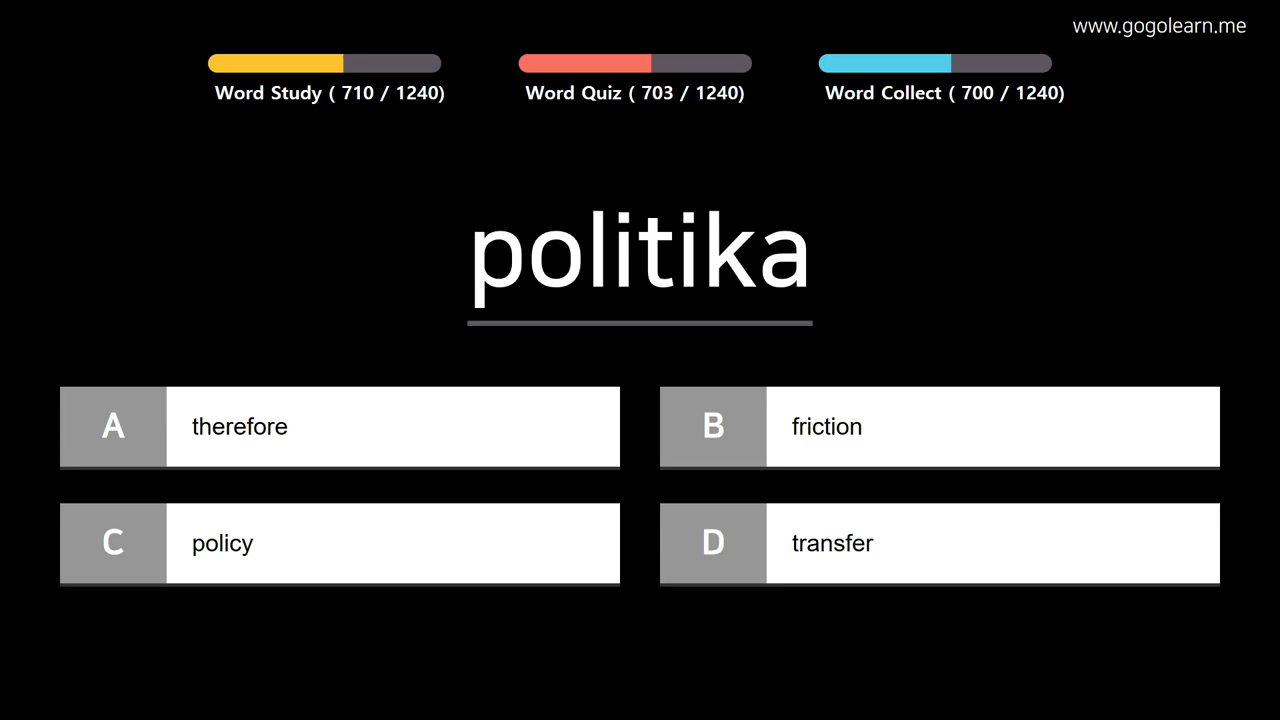 www.gogolearn.me
Word Study ( 710 / 1240)
Word Quiz ( 703 / 1240)
Word Collect ( 700 / 1240)
politika
A therefore
B friction
C policy
D transfer